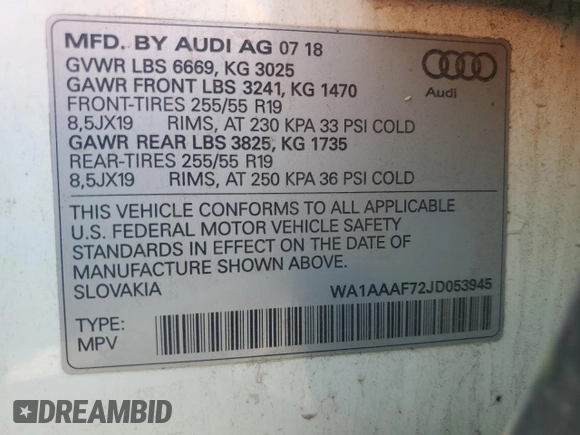 MFD. BY AUDI AG 07 18
GVWR LBS 6669, KG 3025
GAWR FRONT LBS 3241, KG 1470
FRONT-TIRES 255/55 R19
8,5JX19 RIMS, AT 230 KPA 33 PSI COLD
GAWR REAR LBS 3825, KG 1735
REAR-TIRES 255/55 R19
8,5JX19 RIMS, AT 250 KPA 36 PSI COLD
Audi
THIS VEHICLE CONFORMS TO ALL APPLICABLE
U.S. FEDERAL MOTOR VEHICLE SAFETY
STANDARDS IN EFFECT ON THE DATE OF
MANUFACTURE SHOWN ABOVE.
SLOVAKIA WA1AAAF72JD053945
TYPE:
MPV
DREAMBID